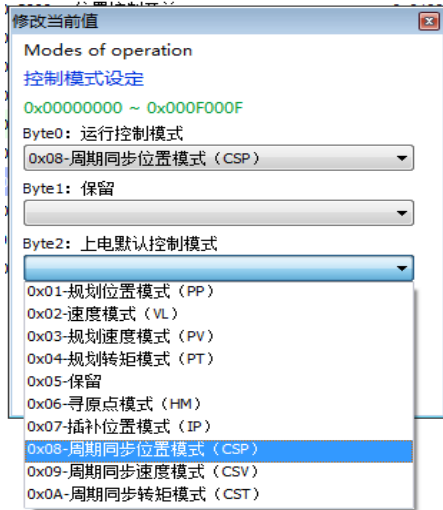 修改当前值
Modes of operation
控制模式设定
0x00000000 ~ 0x000F000F
Byte0: 运行控制模式
0x08-周期同步位置模式（CSP）
Byte1: 保留
Byte2: 上电默认控制模式
0x01-规划位置模式（PP）
0x02-速度模式（VL）
0x03-规划速度模式（PV）
0x04-规划转矩模式（PT）
0x05-保留
0x06-寻原点模式（HM）
0x07-插补位置模式（IP）
0x08-周期同步位置模式（CSP）
0x09-周期同步速度模式（CSV）
0x0A-周期同步转矩模式（CST）